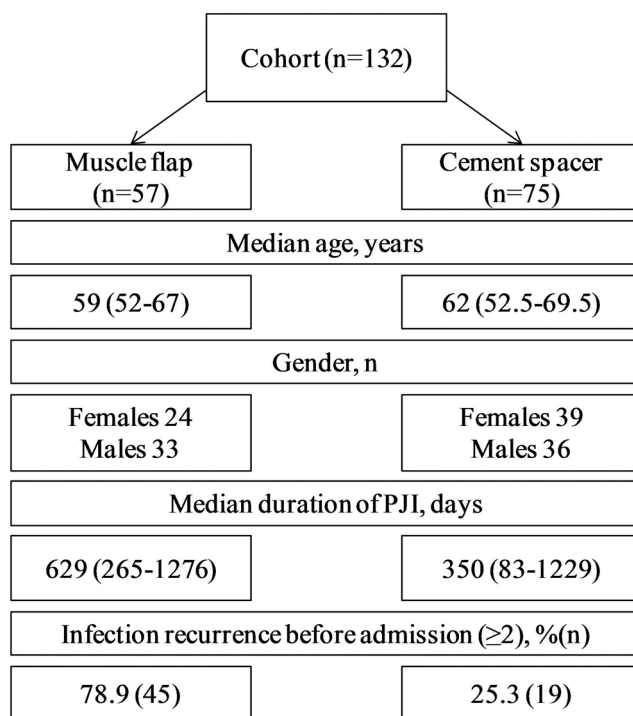 Cohort (n=132)
Muscle flap
(n=57)
Cement spacer
(n=75)
Median age, years
59 (52-67)
62 (52.5-69.5)
Gender, n
Females 24
Males 33
Females 39
Males 36
Median duration of PJI, days
629 (265-1276)
350 (83-1229)
Infection recurrence before admission (≥2), %(n)
78.9 (45)
25.3 (19)